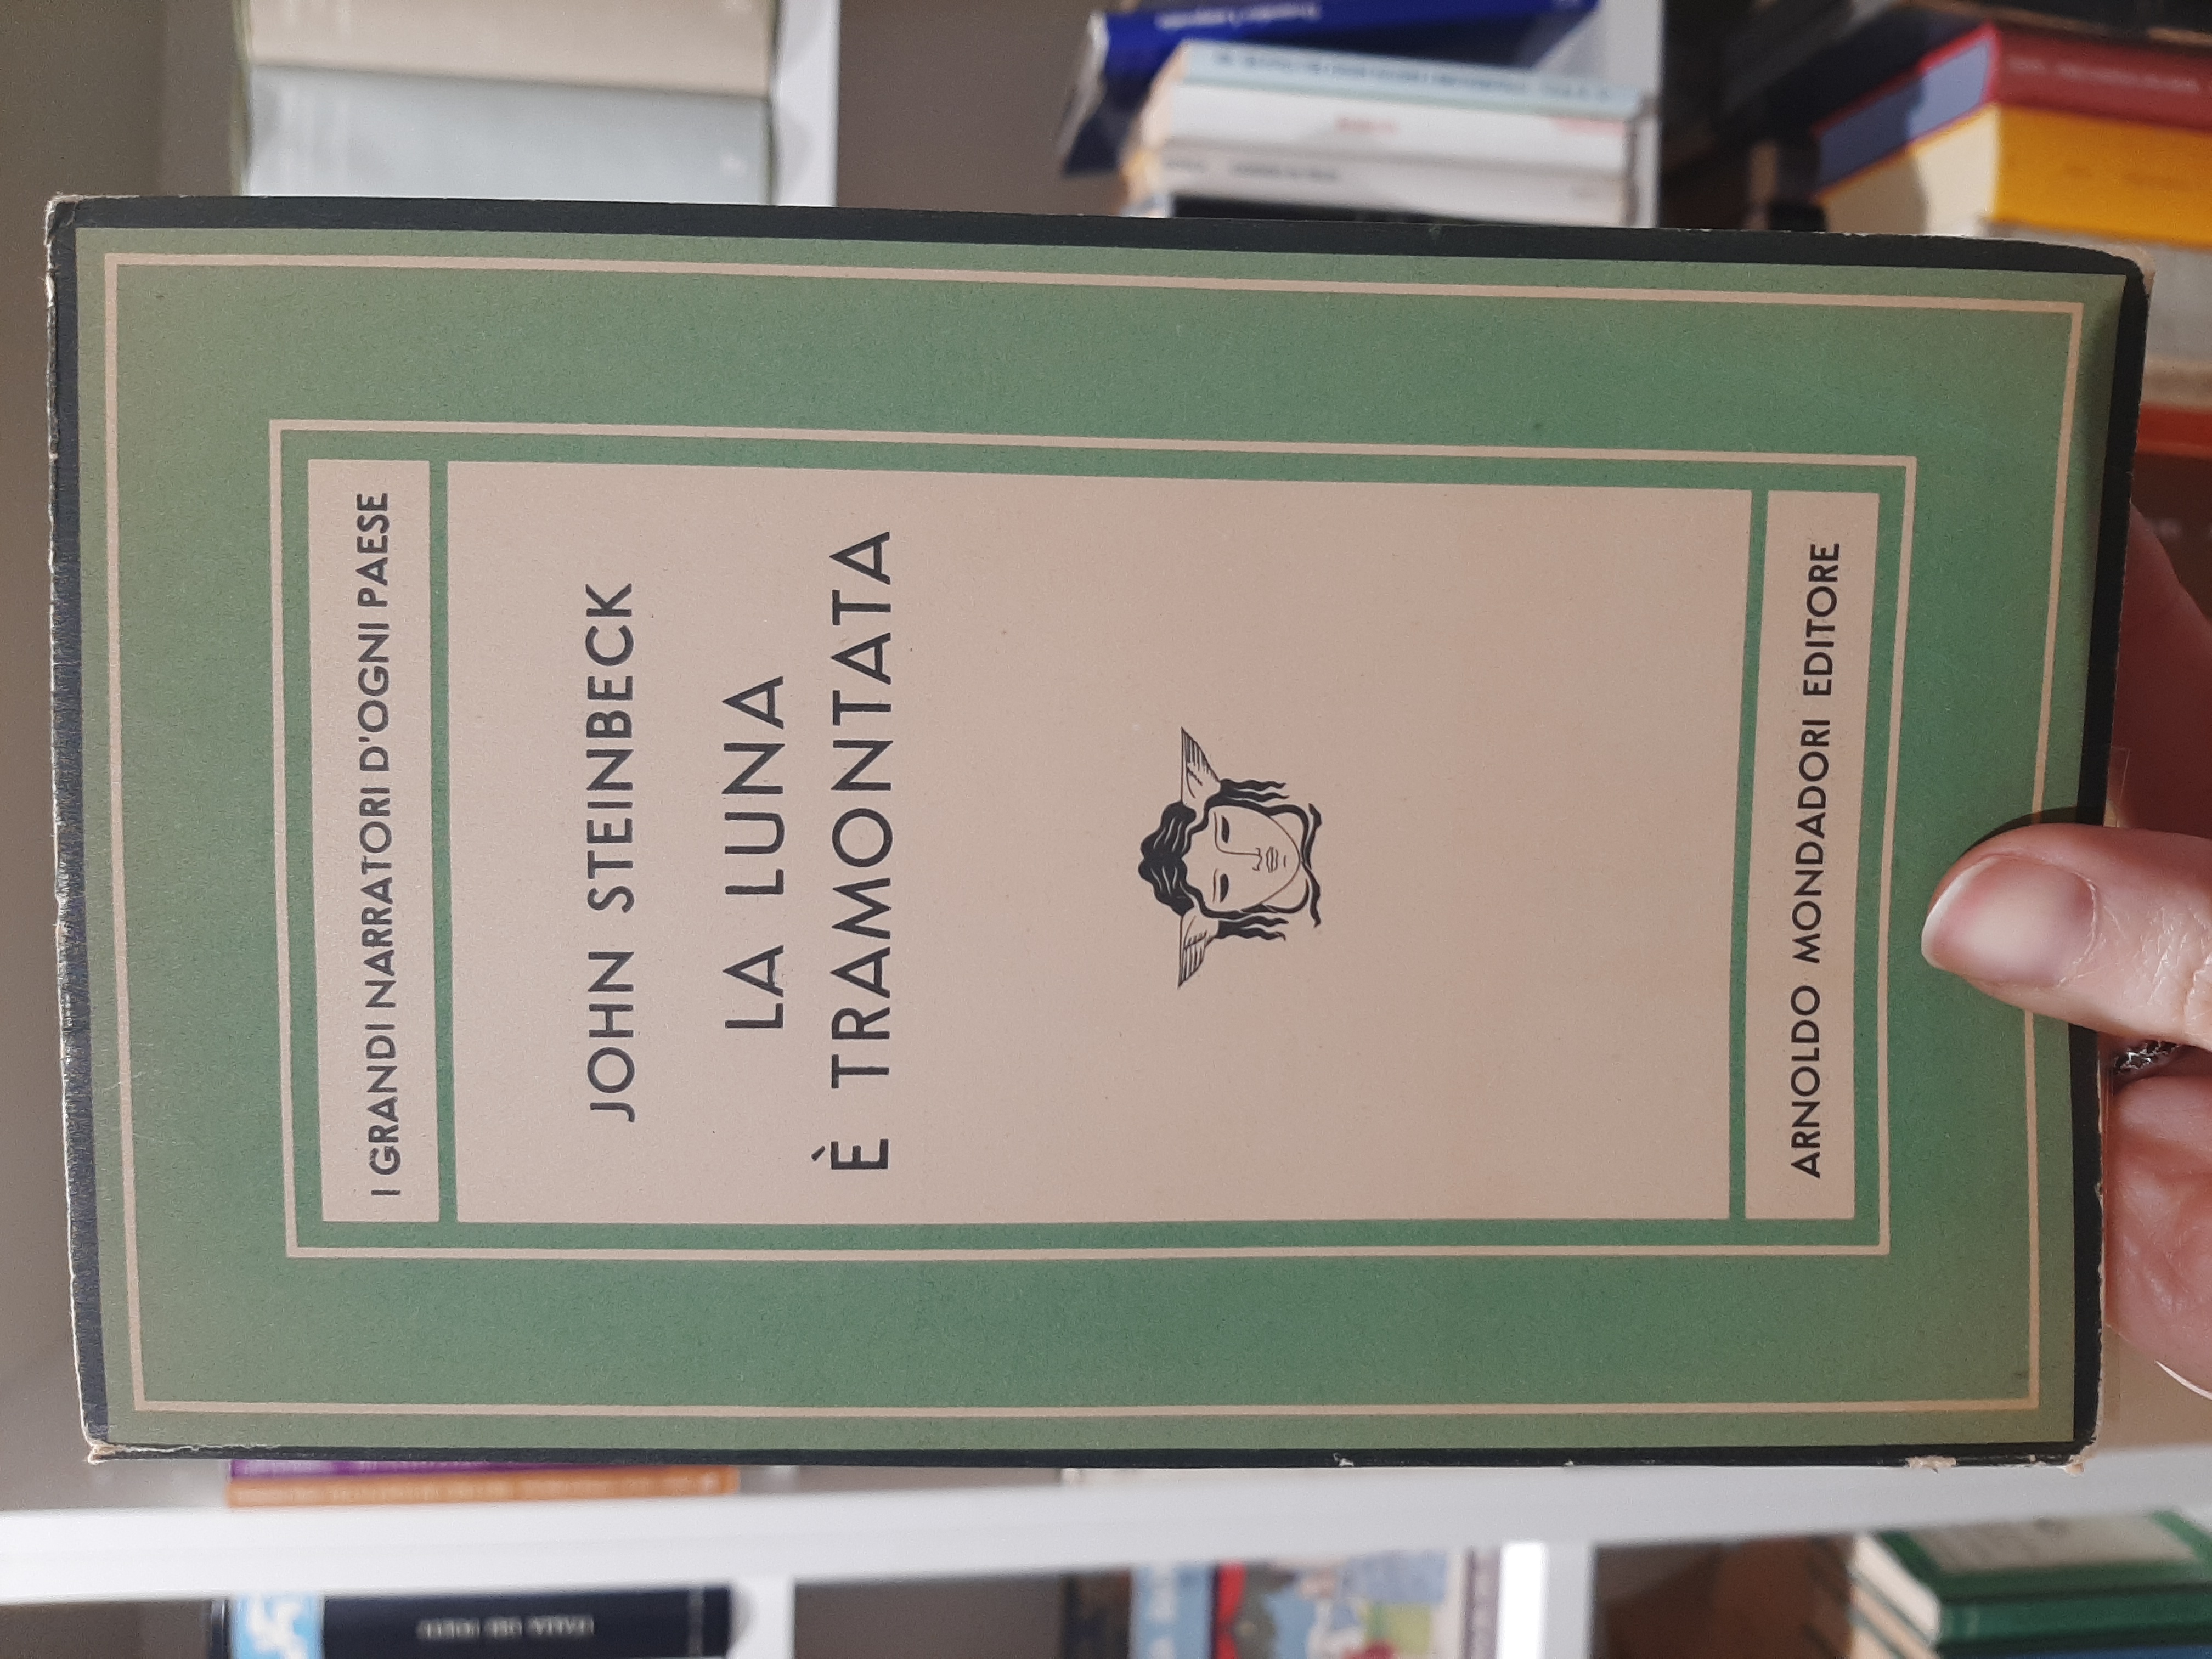 I GRANDI NARRATORI D'OGNI PAESE
JOHN STEINBECK
LA LUNA
È TRAMONTATA
ARNOLDO MONDADORI EDITORE